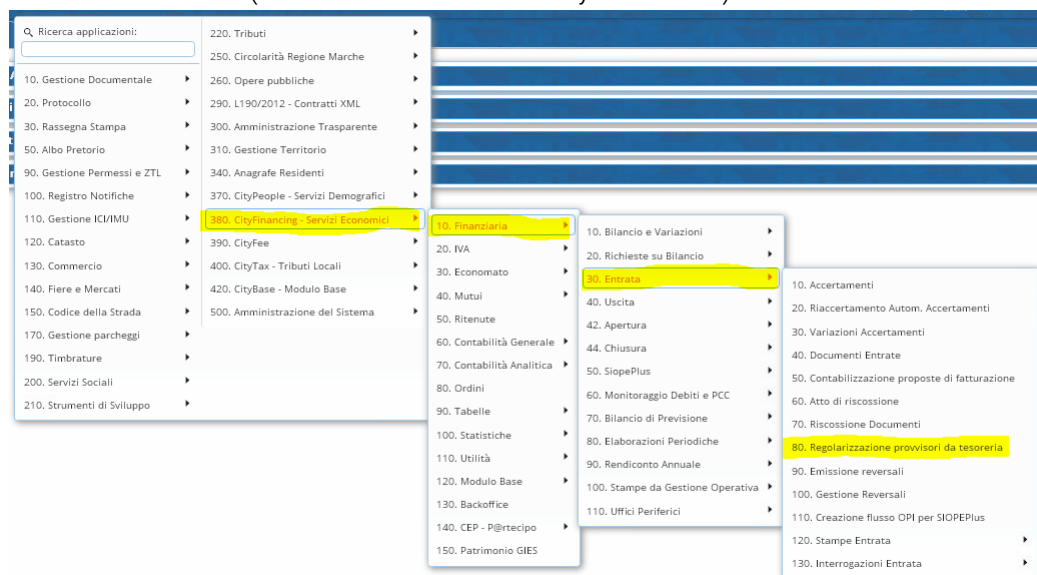 Ricerca applicazioni:
10. Gestione Documentale
20. Protocollo
30. Rassegna Stampa
50. Albo Pretorio
90. Gestione Permessi e ZTL
100. Registro Notifiche
110. Gestione ICI/IMU
120. Catasto
130. Commercio
140. Fiere e Mercati
150. Codice della Strada
170. Gestione parcheggi
190. Timbrature
200. Servizi Sociali
210. Strumenti di Sviluppo
220. Tributi
250. Circolarità Regione Marche
260. Opere pubbliche
290. L190/2012 - Contratti XML
300. Amministrazione Trasparente
310. Gestione Territorio
340. Anagrafe Residenti
370. CityPeople - Servizi Demografici
380. CityFinancing - Servizi Economici
390. CityFee
400. CityTax - Tributi Locali
420. CityBase - Modulo Base
500. Amministrazione del Sistema
10. Finanziaria
20. IVA
30. Economato
40. Mutui
50. Ritenute
60. Contabilità Generale
70. Contabilità Analitica
80. Ordini
90. Tabelle
100. Statistiche
110. Utilità
120. Modulo Base
130. Backoffice
140. CEP - P@rtecipo
150. Patrimonio GIES
10. Bilancio e Variazioni
20. Richieste su Bilancio
30. Entrata
40. Uscita
42. Apertura
44. Chiusura
50. SiopePlus
60. Monitoraggio Debiti e PCC
70. Bilancio di Previsione
80. Elaborazioni Periodiche
90. Rendiconto Annuale
100. Stampe da Gestione Operativa
110. Uffici Periferici
10. Accertamenti
20. Riaccertamento Autom. Accertamenti
30. Variazioni Accertamenti
40. Documenti Entrate
50. Contabilizzazione proposte di fatturazione
60. Atto di riscossione
70. Riscossione Documenti
80. Regolarizzazione provvisori da tesoreria
90. Emissione reversali
100. Gestione Reversali
110. Creazione flusso OPI per SIOPEPlus
120. Stampe Entrata
130. Interrogazioni Entrata